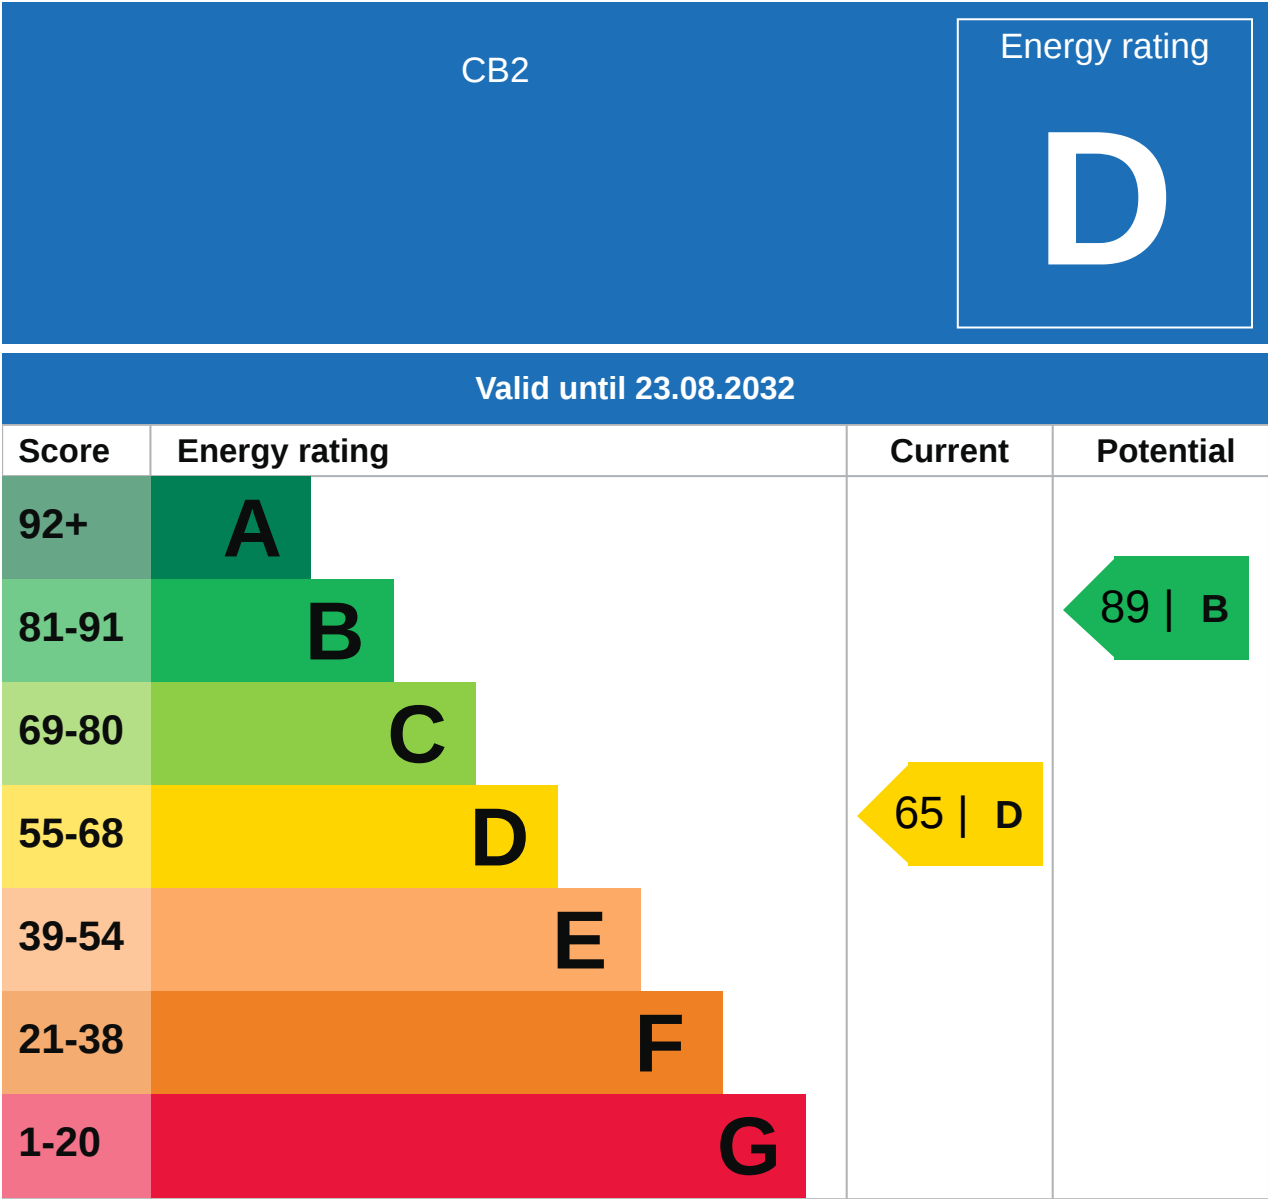 CB2
Energy rating
D
Valid until 23.08.2032
Score Energy rating Current Potential
92+ A
81-91 B
89 | B
69-80 C
55-68 D
65 | D
39-54 E
21-38 F
1-20 G